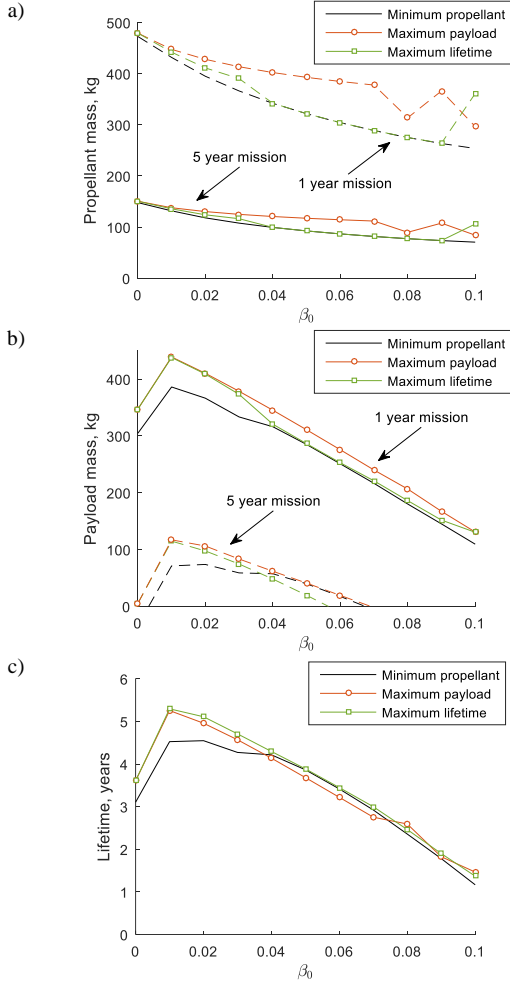 a)
500
400
300
200
100
0
Propellant mass, kg
Minimum propellant
Maximum payload
Maximum lifetime
5 year mission
1 year mission
0 0.02 0.04 0.06 0.08 0.1
β0
b)
400
300
200
100
0
Payload mass, kg
Minimum propellant
Maximum payload
Maximum lifetime
1 year mission
5 year mission
0 0.02 0.04 0.06 0.08 0.1
β0
c)
6
5
4
3
2
1
0
Lifetime, years
Minimum propellant
Maximum payload
Maximum lifetime
0 0.02 0.04 0.06 0.08 0.1
β0